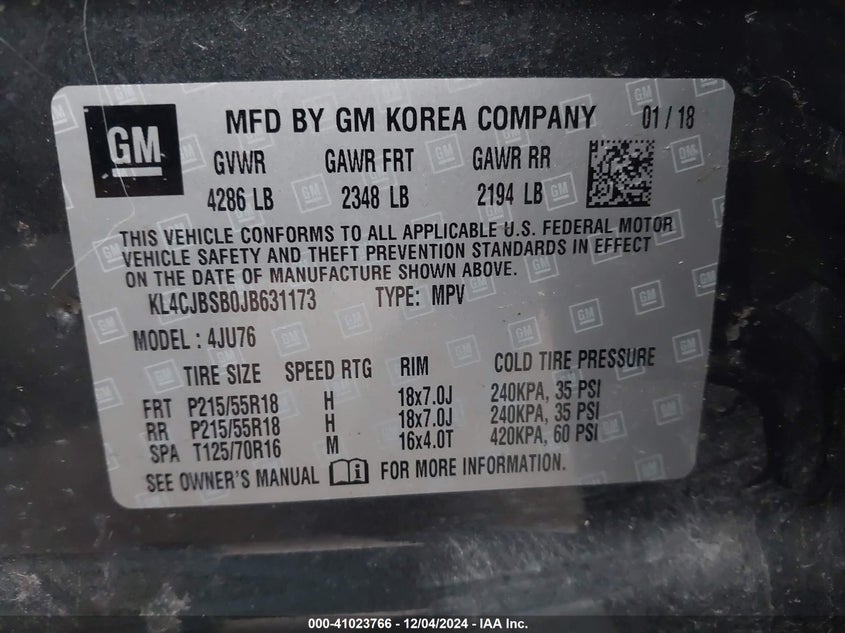 GM
MFD BY GM KOREA COMPANY 01 / 18
GVWR GAWR FRT GAWR RR
4286 LB 2348 LB 2194 LB
THIS VEHICLE CONFORMS TO ALL APPLICABLE U.S. FEDERAL MOTOR
VEHICLE SAFETY AND THEFT PREVENTION STANDARDS IN EFFECT
ON THE DATE OF MANUFACTURE SHOWN ABOVE.
KL4CJBSB0JB631173 TYPE: MPV
MODEL : 4JU76
TIRE SIZE SPEED RTG RIM COLD TIRE PRESSURE
FRT P215/55R18 H 18x7.0J 240KPA, 35 PSI
RR P215/55R18 H 18x7.0J 240KPA, 35 PSI
SPA T125/70R16 M 16x4.0T 420KPA, 60 PSI
SEE OWNER'S MANUAL FOR MORE INFORMATION.
000-41023766 - 12/04/2024 - IAA Inc.